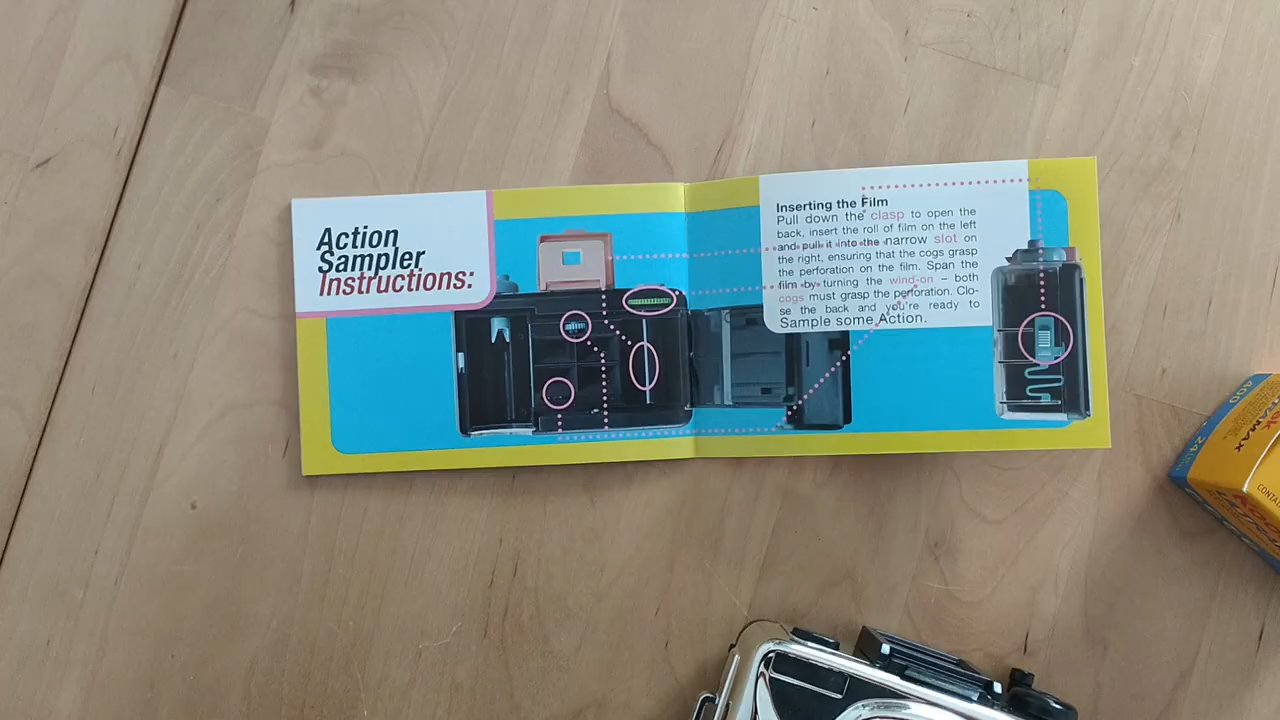 Action
Sampler
Instructions:
Inserting the Film
Pull down the clasp to open the
back, insert the roll of film on the left
and pull it into the narrow slot on
the right, ensuring that the cogs grasp
the perforation on the film. Span the
film by turning the wind-on – both
cogs must grasp the perforation. Clo-
se the back and you're ready to
Sample some Action.
400
24
MAX